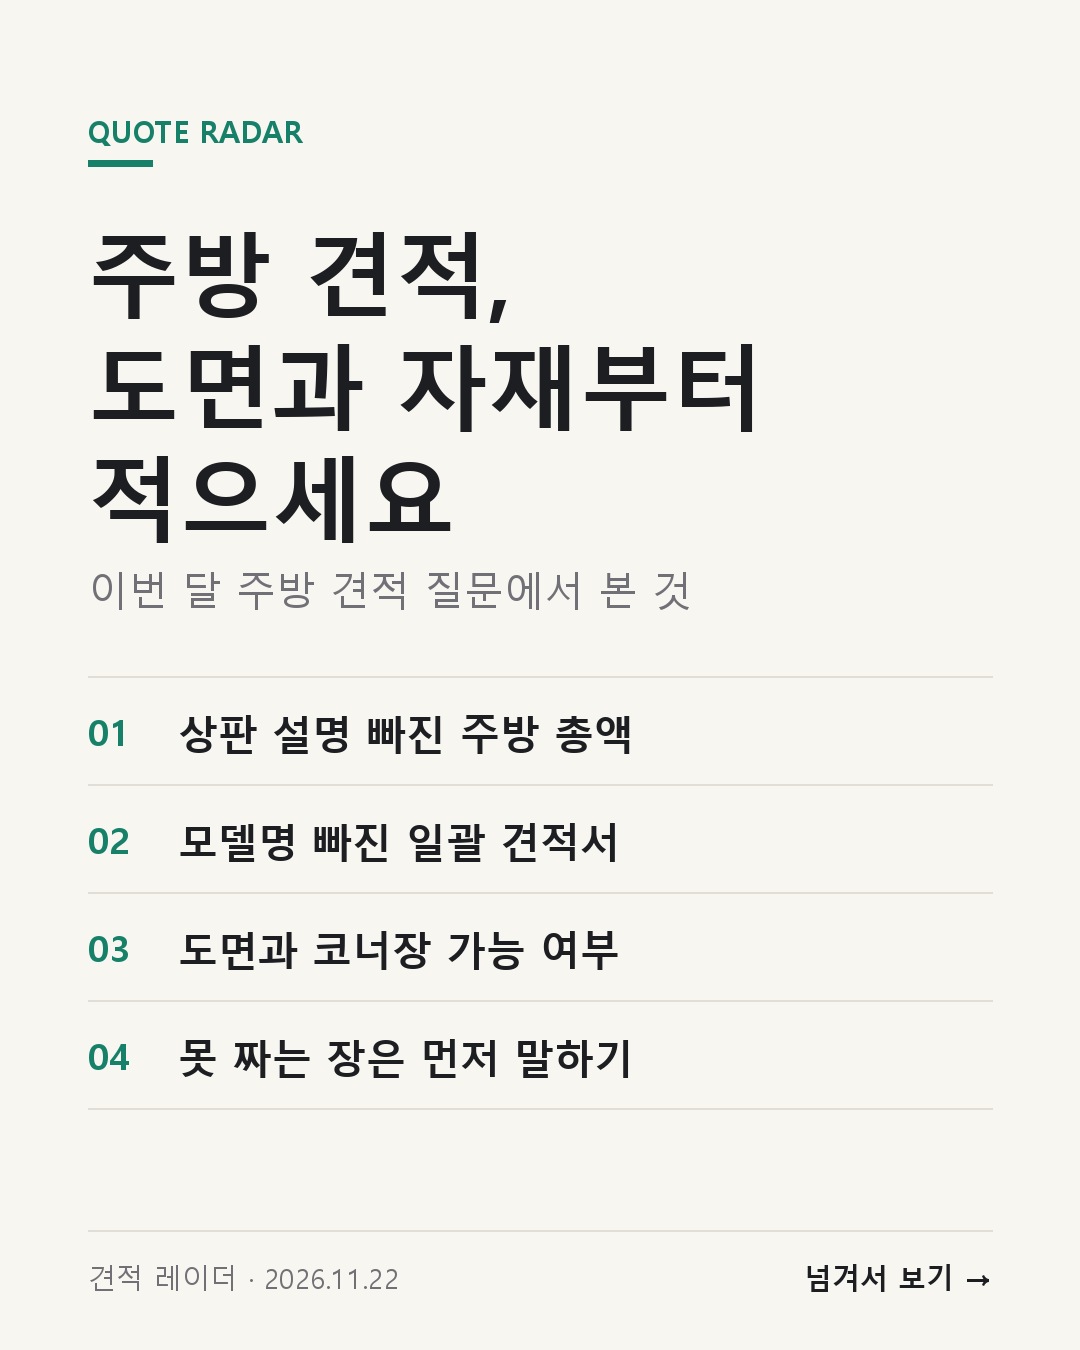 QUOTE RADAR
주방 견적,
도면과 자재부터
적으세요
이번 달 주방 견적 질문에서 본 것
01 상판 설명 빠진 주방 총액
02 모델명 빠진 일괄 견적서
03 도면과 코너장 가능 여부
04 못 짜는 장은 먼저 말하기
견적 레이더 · 2026.11.22
넘겨서 보기 →